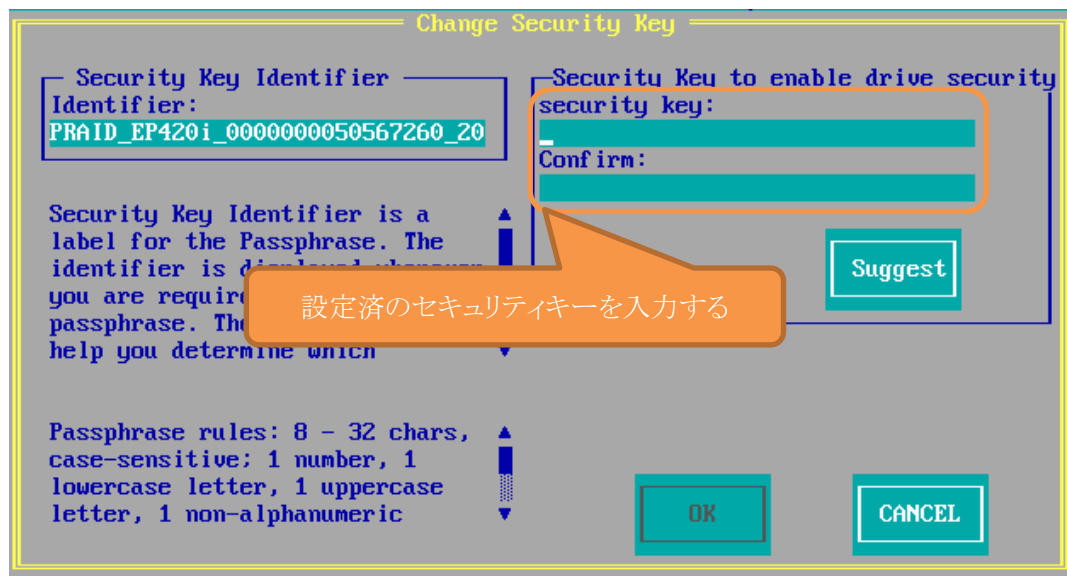 Change Security Key
Security Key Identifier
Identifier:
PRAID_EP420i_0000000050567260_20
Security Key Identifier is a
label for the Passphrase. The
identifier is displayed whenever
you are require
passphrase. The
help you determine which
Passphrase rules: 8 - 32 chars,
case-sensitive; 1 number, 1
lowercase letter, 1 uppercase
letter, 1 non-alphanumeric
Security Key to enable drive security
security key:
Confirm:
Suggest
設定済のセキュリティキーを入力する
OK
CANCEL